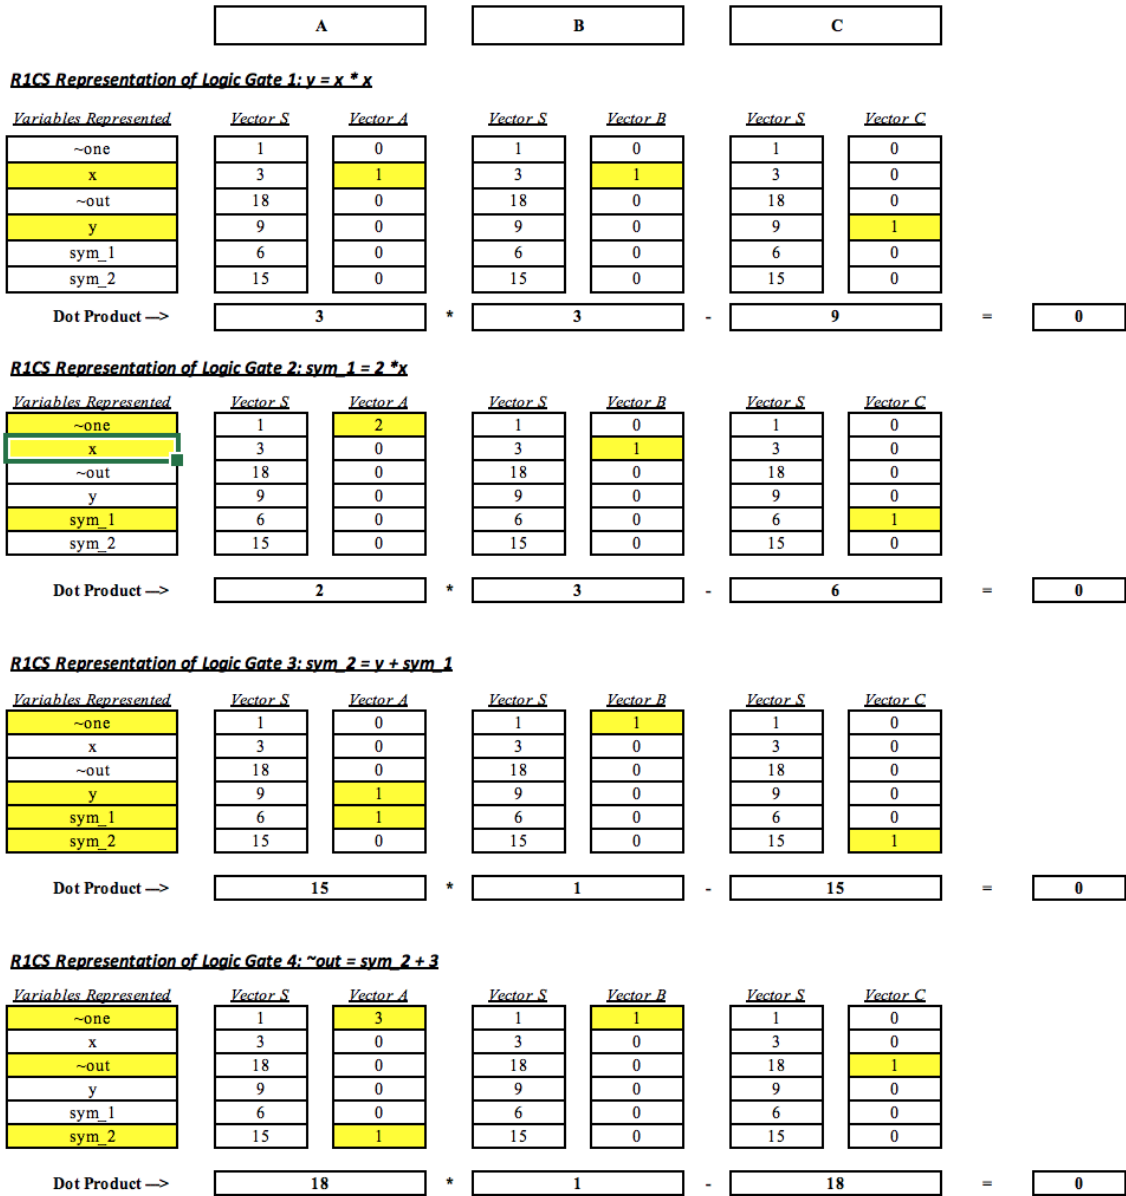 A B C
R1CS Representation of Logic Gate 1: y = x * x
Variables Represented Vector S Vector A Vector S Vector B Vector S Vector C
~one 1 0 1 0 1 0
x 3 1 3 1 3 0
~out 18 0 18 0 18 0
y 9 0 9 0 9 1
sym_1 6 0 6 0 6 0
sym_2 15 0 15 0 15 0
Dot Product —> 3 * 3 - 9 = 0
R1CS Representation of Logic Gate 2: sym_1 = 2 *x
Variables Represented Vector S Vector A Vector S Vector B Vector S Vector C
~one 1 2 1 0 1 0
x 3 0 3 1 3 0
~out 18 0 18 0 18 0
y 9 0 9 0 9 0
sym_1 6 0 6 0 6 1
sym_2 15 0 15 0 15 0
Dot Product —> 2 * 3 - 6 = 0
R1CS Representation of Logic Gate 3: sym_2 = y + sym_1
Variables Represented Vector S Vector A Vector S Vector B Vector S Vector C
~one 1 0 1 1 1 0
x 3 0 3 0 3 0
~out 18 0 18 0 18 0
y 9 1 9 0 9 0
sym_1 6 1 6 0 6 0
sym_2 15 0 15 0 15 1
Dot Product —> 15 * 1 - 15 = 0
R1CS Representation of Logic Gate 4: ~out = sym_2 + 3
Variables Represented Vector S Vector A Vector S Vector B Vector S Vector C
~one 1 3 1 1 1 0
x 3 0 3 0 3 0
~out 18 0 18 0 18 1
y 9 0 9 0 9 0
sym_1 6 0 6 0 6 0
sym_2 15 1 15 0 15 0
Dot Product —> 18 * 1 - 18 = 0